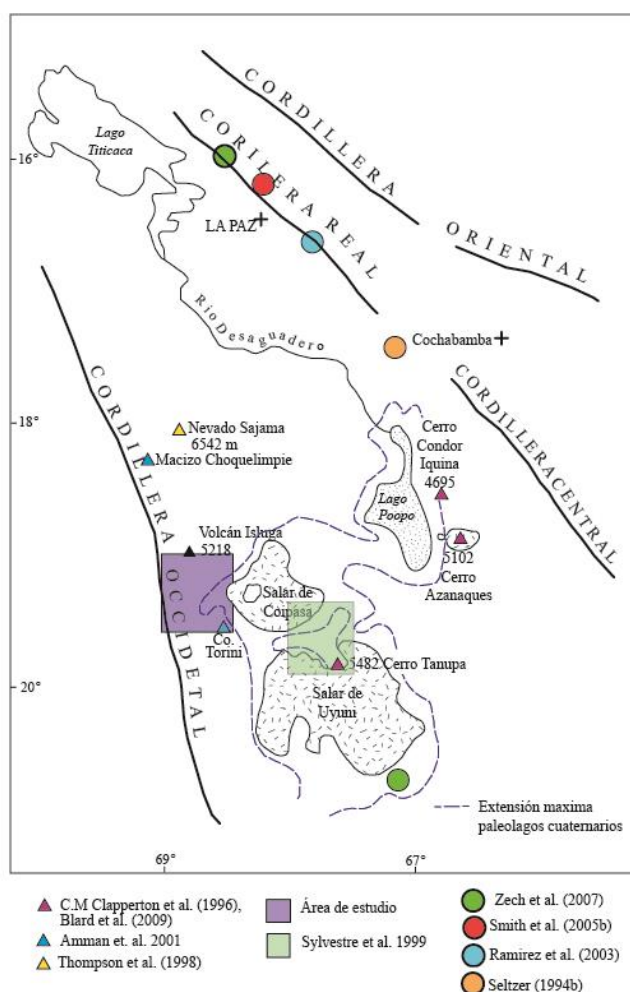 CORDILLERA
ORIENTAL
CORILERA REAL
Lago
Titicaca
16°
LA PAZ
Río Desaguadero
Cochabamba
CORDILLERACENTRAL
18°
Nevado Sajama
6542 m
Macizo Choquelimpie
Cerro
Condor
Iquina
4695
Lago
Poopo
CORDILLERA OCCIDETAL
Volcán Isluga
5218
5102
Cerro
Azanaques
Salar de
Coipasa
Co.
Torini
5482 Cerro Tanupa
20°
Salar de
Uyuni
Extensión maxima
paleolagos cuaternarios
69°
67°
C.M Clapperton et al. (1996),
Blard et al. (2009)
Amman et. al. 2001
Thompson et al. (1998)
Área de estudio
Sylvestre et al. 1999
Zech et al. (2007)
Smith et al. (2005b)
Ramirez et al. (2003)
Seltzer (1994b)